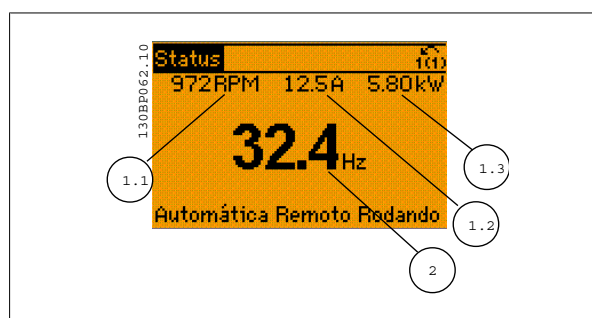 130BP062.10
Status
1(1)
972RPM 12.5A 5.80kW
32.4Hz
Automática Remoto Rodando
1.1
1.3
1.2
2